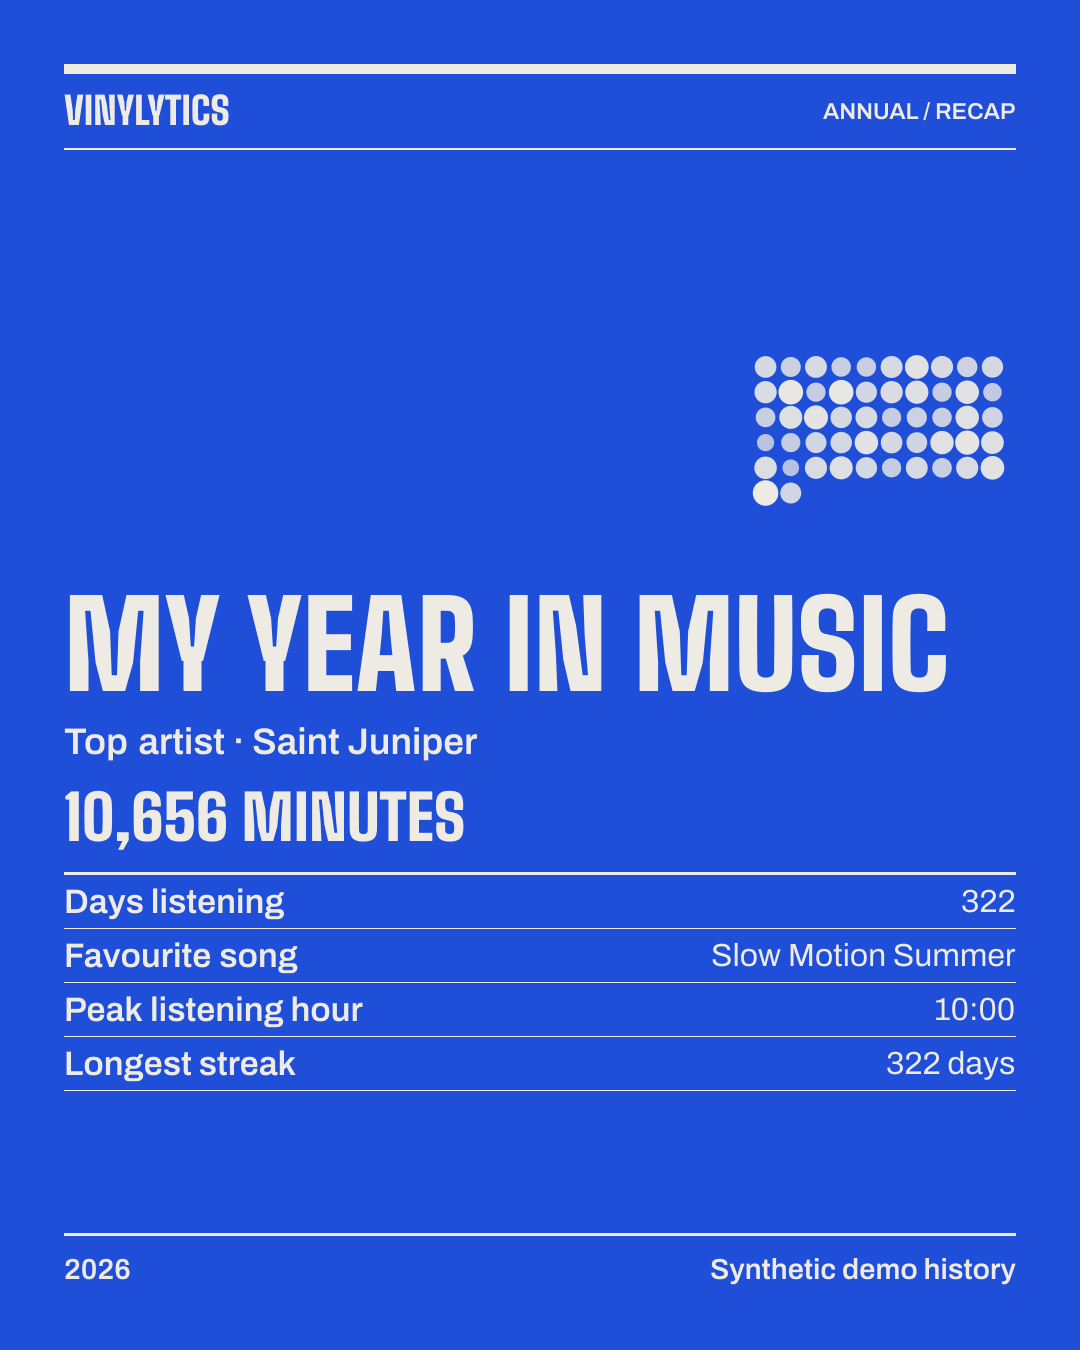 VINYLYTICS
ANNUAL / RECAP
MY YEAR IN MUSIC
Top artist · Saint Juniper
10,656 MINUTES
Days listening 322
Favourite song Slow Motion Summer
Peak listening hour 10:00
Longest streak 322 days
2026
Synthetic demo history